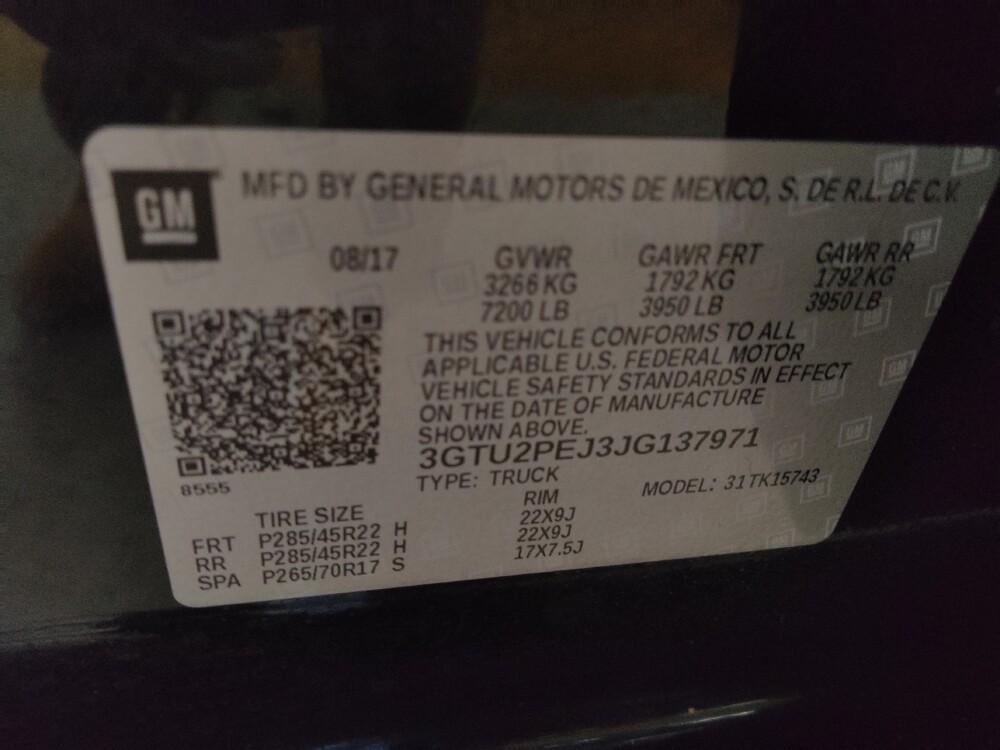 GM
MFD BY GENERAL MOTORS DE MEXICO, S. DE R.L. DE C.V.
08/17 GVWR GAWR FRT GAWR RR
3266 KG 1792 KG 1792 KG
7200 LB 3950 LB 3950 LB
THIS VEHICLE CONFORMS TO ALL
APPLICABLE U.S. FEDERAL MOTOR
VEHICLE SAFETY STANDARDS IN EFFECT
ON THE DATE OF MANUFACTURE
SHOWN ABOVE.
3GTU2PEJ3JG137971
8555
TYPE: TRUCK MODEL: 31TK15743
TIRE SIZE RIM
FRT P285/45R22 H 22X9J
RR P285/45R22 H 22X9J
SPA P265/70R17 S 17X7.5J